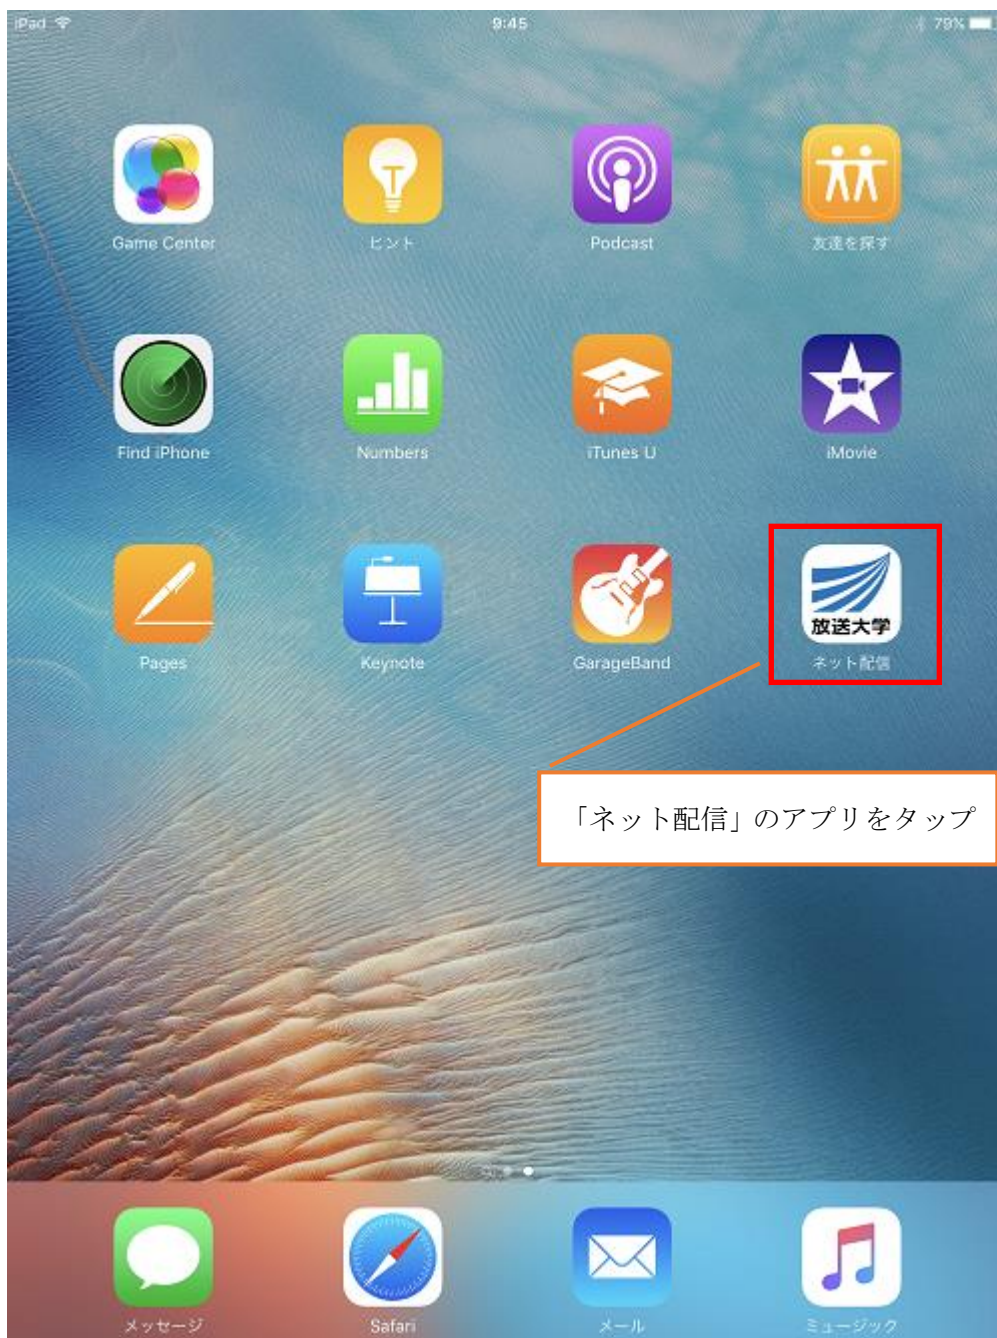 iPad 9:45 79%
Game Center ヒント Podcast 友達を探す
Find iPhone Numbers iTunes U iMovie
放送大学
Pages Keynote GarageBand ネット配信
「ネット配信」のアプリをタップ
メッセージ Safari メール ミュージック